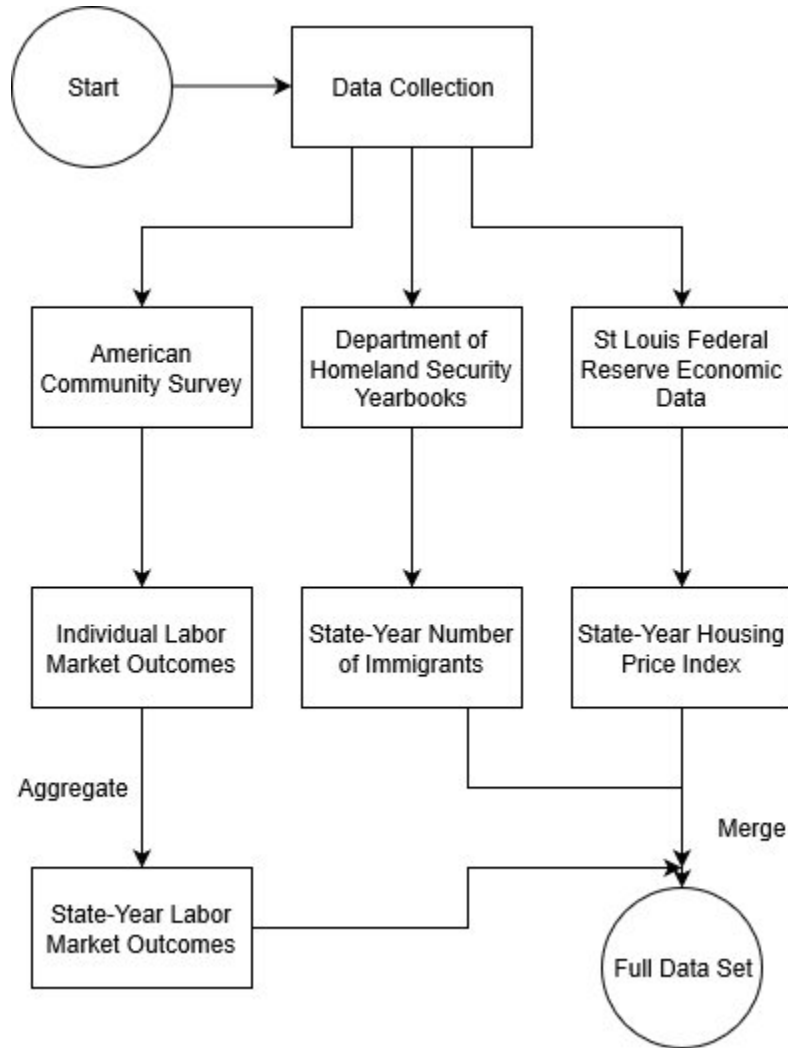 Start
Data Collection
American
Community Survey
Department of
Homeland Security
Yearbooks
St Louis Federal
Reserve Economic
Data
Individual Labor
Market Outcomes
State-Year Number
of Immigrants
State-Year Housing
Price Index
Aggregate
Merge
State-Year Labor
Market Outcomes
Full Data Set